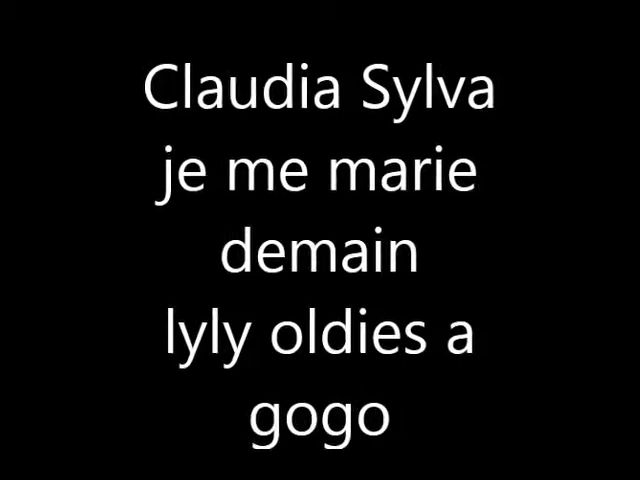 Claudia Sylva
je me marie
demain
lyly oldies a
gogo